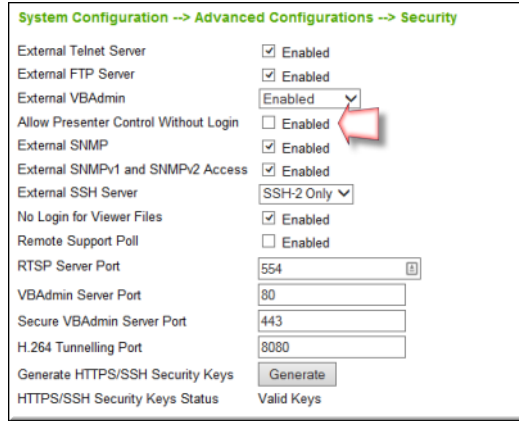 System Configuration --> Advanced Configurations --> Security
External Telnet Server Enabled
External FTP Server Enabled
External VBAdmin Enabled
Allow Presenter Control Without Login Enabled
External SNMP Enabled
External SNMPv1 and SNMPv2 Access Enabled
External SSH Server SSH-2 Only
No Login for Viewer Files Enabled
Remote Support Poll Enabled
RTSP Server Port 554
VBAdmin Server Port 80
Secure VBAdmin Server Port 443
H.264 Tunnelling Port 8080
Generate HTTPS/SSH Security Keys Generate
HTTPS/SSH Security Keys Status Valid Keys